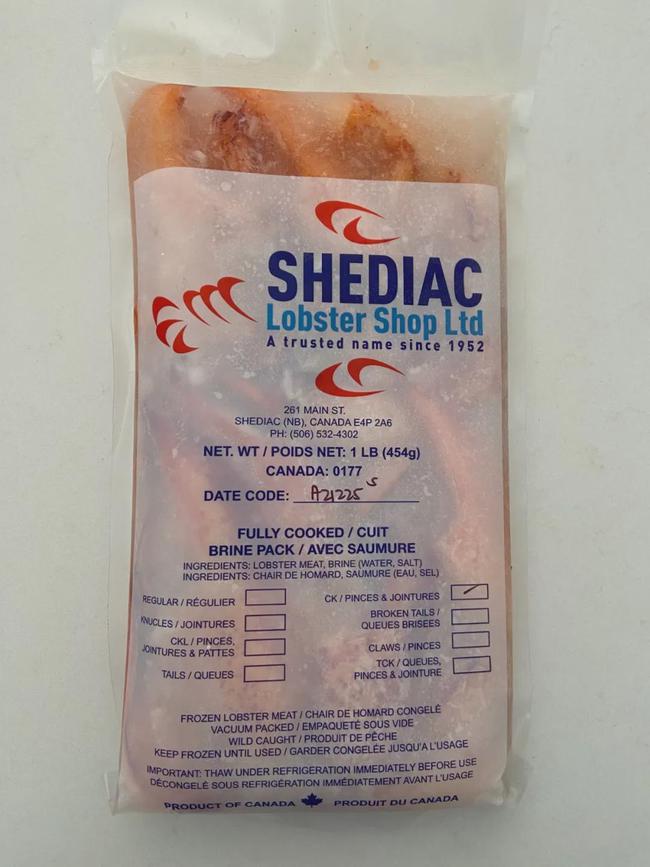 SHEDIAC
Lobster Shop Ltd
A trusted name since 1952
261 MAIN ST.
SHEDIAC (NB), CANADA E4P 2A6
PH: (506) 532-4302
NET. WT / POIDS NET: 1 LB (454g)
CANADA: 0177
DATE CODE: A21225 S
FULLY COOKED / CUIT
BRINE PACK / AVEC SAUMURE
INGREDIENTS: LOBSTER MEAT, BRINE (WATER, SALT)
INGREDIENTS: CHAIR DE HOMARD, SAUMURE (EAU, SEL)
REGULAR / RÉGULIER
KNUCLES / JOINTURES
CKL / PINCES,
JOINTURES & PATTES
TAILS / QUEUES
CK / PINCES & JOINTURES
BROKEN TAILS /
QUEUES BRISEES
CLAWS / PINCES
TCK / QUEUES,
PINCES & JOINTURE
FROZEN LOBSTER MEAT / CHAIR DE HOMARD CONGELÉ
VACUUM PACKED / EMPAQUETÉ SOUS VIDE
WILD CAUGHT / PRODUIT DE PÊCHE
KEEP FROZEN UNTIL USED / GARDER CONGELÉE JUSQU'A L'USAGE
IMPORTANT: THAW UNDER REFRIGERATION IMMEDIATELY BEFORE USE
DÉCONGELÉ SOUS REFRIGÉRATION IMMÉDIATEMENT AVANT L'USAGE
PRODUCT OF CANADA PRODUIT DU CANADA